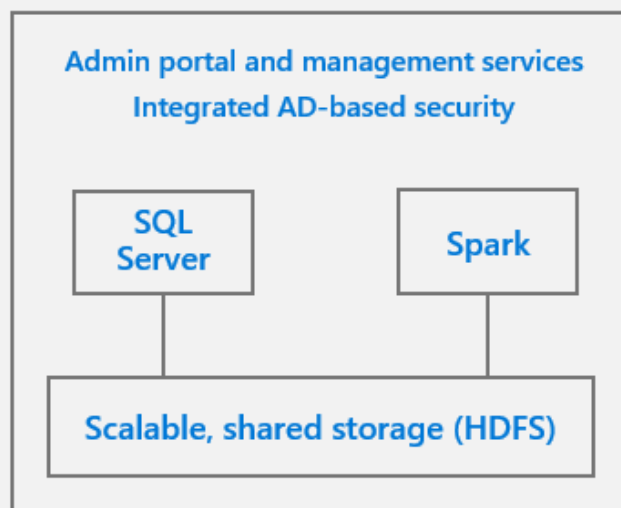 Admin portal and management services
Integrated AD-based security
SQL
Server
Spark
Scalable, shared storage (HDFS)